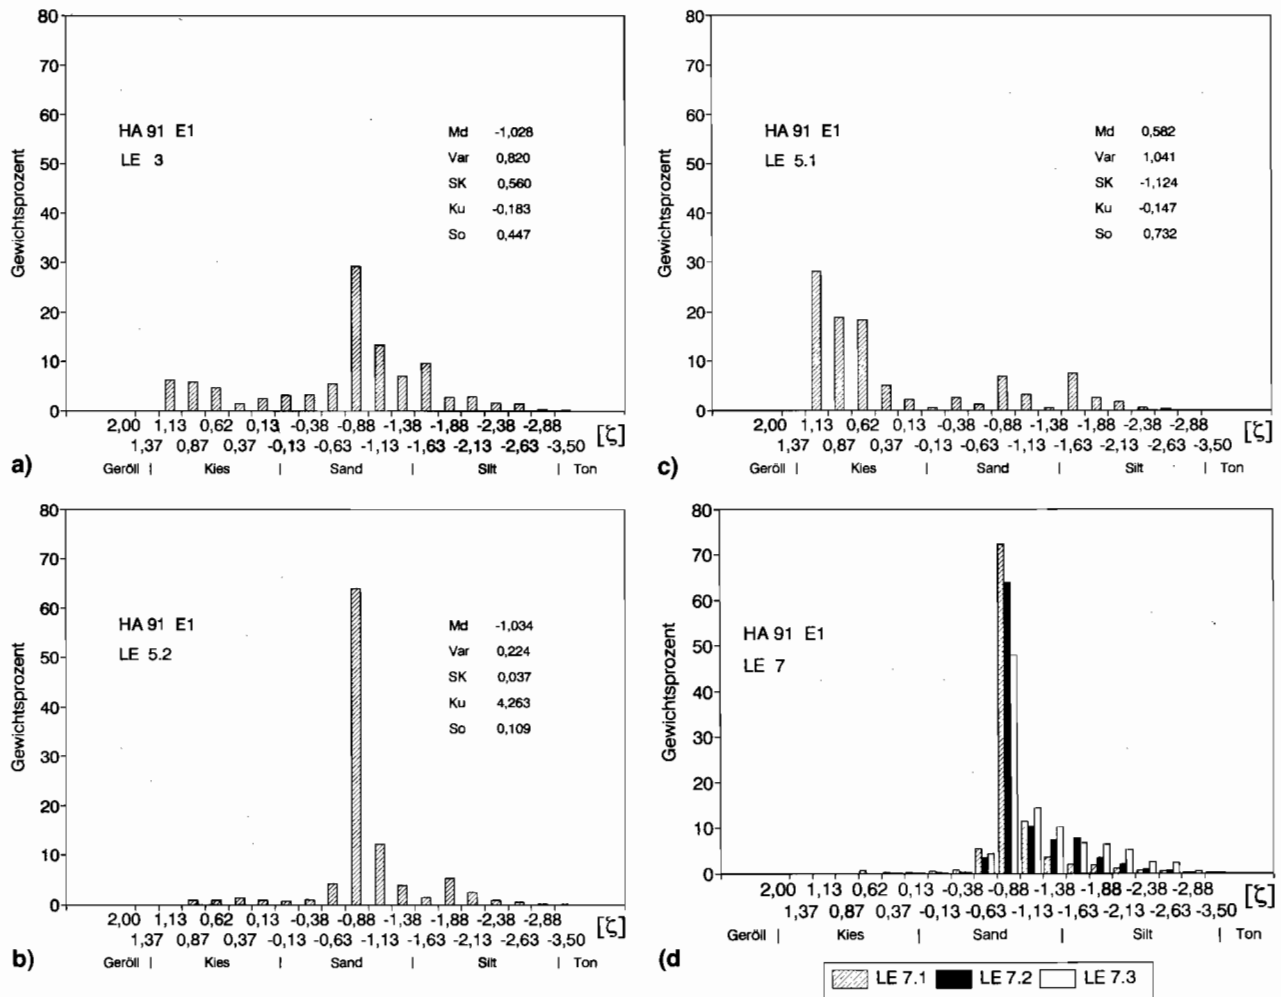 80
70
60
50
40
30
20
10
0
Gewichtsprozent
HA 91 E1
LE 3
Md -1,028
Var 0,820
SK 0,560
Ku -0,183
So 0,447
2,00 1,13 0,62 0,13 -0,38 -0,88 -1,38 -1,88 -2,38 -2,88 [ζ]
1,37 0,87 0,37 -0,13 -0,63 -1,13 -1,63 -2,13 -2,63 -3,50
Geröll | Kies | Sand | Silt | Ton
a)
80
70
60
50
40
30
20
10
0
Gewichtsprozent
HA 91 E1
LE 5.1
Md 0,582
Var 1,041
SK -1,124
Ku -0,147
So 0,732
2,00 1,13 0,62 0,13 -0,38 -0,88 -1,38 -1,88 -2,38 -2,88 [ζ]
1,37 0,87 0,37 -0,13 -0,63 -1,13 -1,63 -2,13 -2,63 -3,50
Geröll | Kies | Sand | Silt | Ton
c)
80
70
60
50
40
30
20
10
0
Gewichtsprozent
HA 91 E1
LE 5.2
Md -1,034
Var 0,224
SK 0,037
Ku 4,263
So 0,109
2,00 1,13 0,62 0,13 -0,38 -0,88 -1,38 -1,88 -2,38 -2,88 [ζ]
1,37 0,87 0,37 -0,13 -0,63 -1,13 -1,63 -2,13 -2,63 -3,50
Geröll | Kies | Sand | Silt | Ton
b)
80
70
60
50
40
30
20
10
0
Gewichtsprozent
HA 91 E1
LE 7
2,00 1,13 0,62 0,13 -0,38 -0,88 -1,38 -1,88 -2,38 -2,88 [ζ]
1,37 0,87 0,37 -0,13 -0,63 -1,13 -1,63 -2,13 -2,63 -3,50
Geröll | Kies | Sand | Silt | Ton
(d
LE 7.1 LE 7.2 LE 7.3